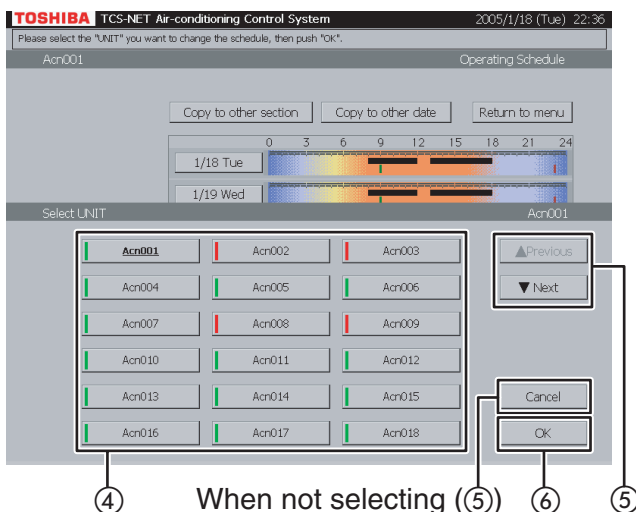 TOSHIBA TCS-NET Air-conditioning Control System 2005/1/18 (Tue) 22:36
Please select the "UNIT" you want to change the schedule, then push "OK".
Acn001 Operating Schedule
Copy to other section Copy to other date Return to menu
0 3 6 9 12 15 18 21 24
1/18 Tue
1/19 Wed
Select UNIT Acn001
Acn001 Acn002 Acn003 ▲Previous
Acn004 Acn005 Acn006 ▼ Next
Acn007 Acn008 Acn009
Acn010 Acn011 Acn012
Acn013 Acn014 Acn015 Cancel
Acn016 Acn017 Acn018 OK
④ When not selecting (⑤) ⑥ ⑤